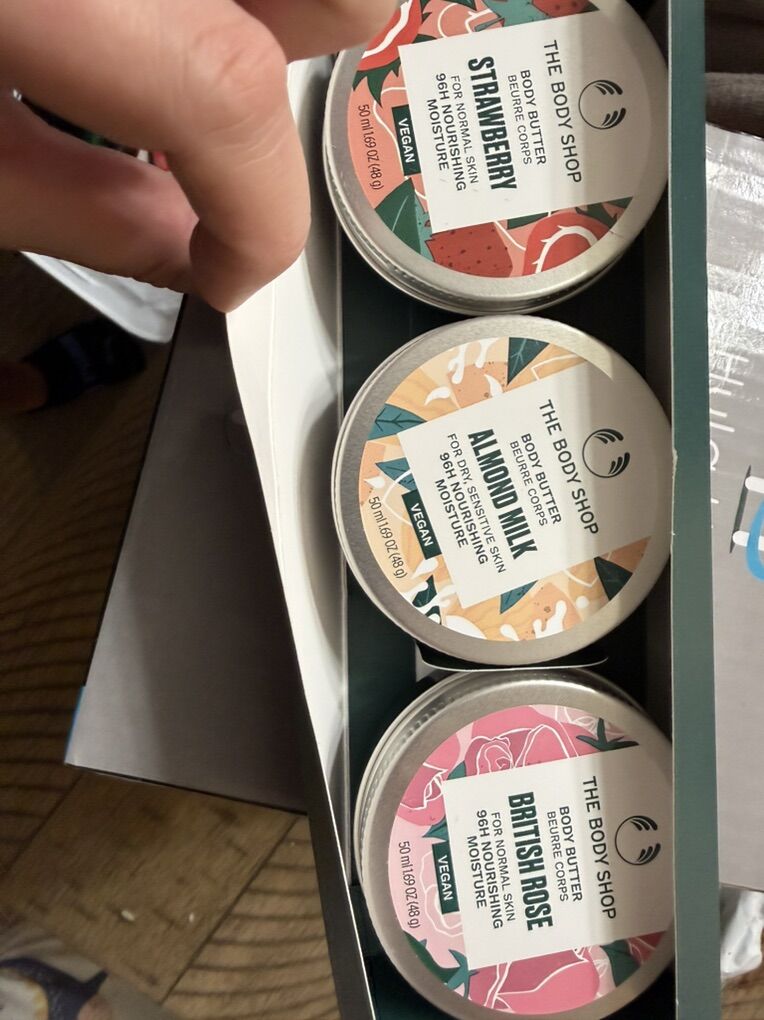 THE BODY SHOP
BODY BUTTER
BEURRE CORPS
STRAWBERRY
FOR NORMAL SKIN
96H NOURISHING
MOISTURE
VEGAN
50 ml 1.69 OZ (48 g)
THE BODY SHOP
BODY BUTTER
BEURRE CORPS
ALMOND MILK
FOR DRY, SENSITIVE SKIN
96H NOURISHING
MOISTURE
VEGAN
50 ml 1.69 OZ (48 g)
THE BODY SHOP
BODY BUTTER
BEURRE CORPS
BRITISH ROSE
FOR NORMAL SKIN
96H NOURISHING
MOISTURE
VEGAN
50 ml 1.69 OZ (48 g)